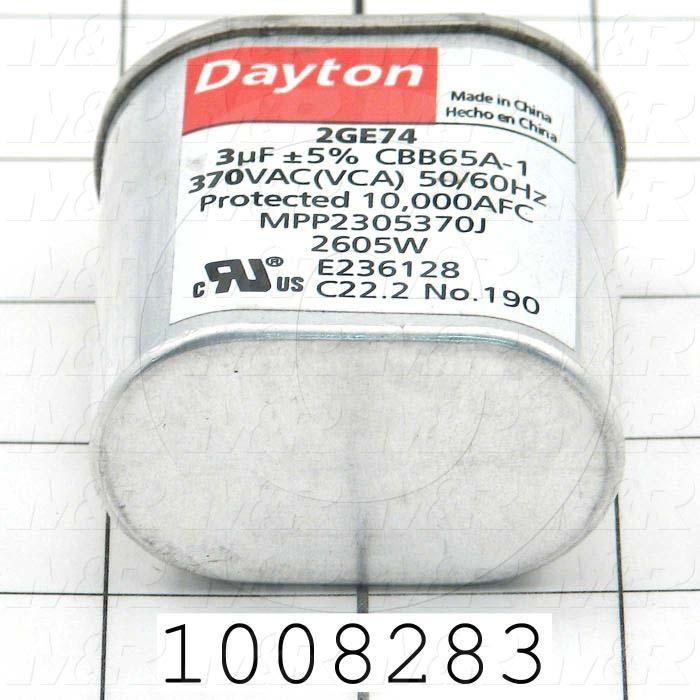 Dayton
Made in China
Hecho en China
2GE74
3µF ±5% CBB65A-1
370VAC(VCA) 50/60Hz
Protected 10,000AFC
MPP2305370J
2605W
c RU® US E236128
C22.2 No.190
1008283
M&R